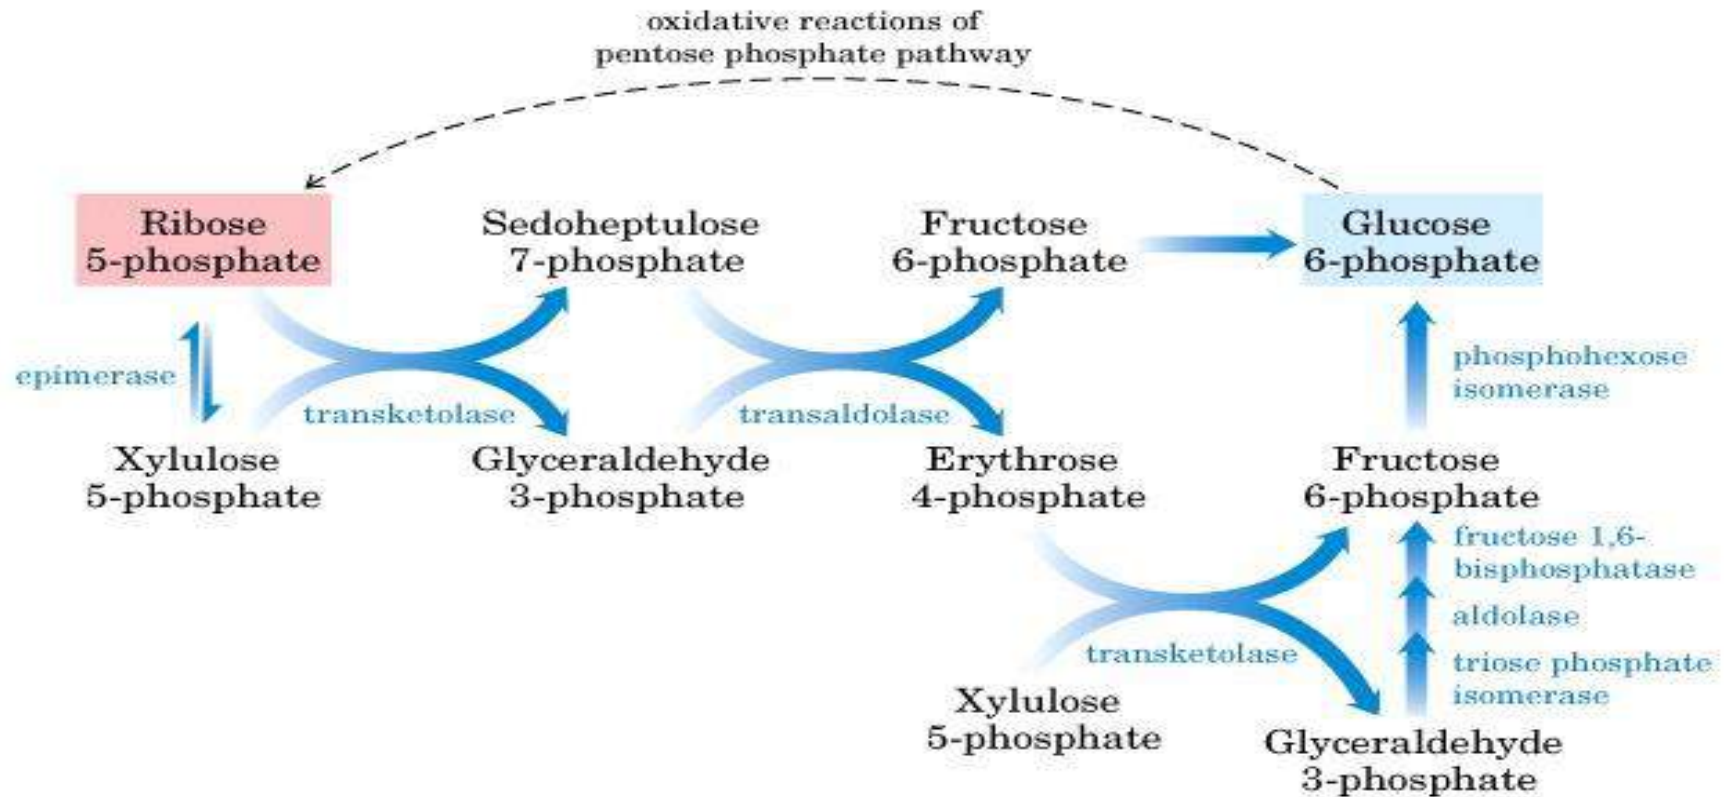 oxidative reactions of
pentose phosphate pathway
Ribose
5-phosphate
Sedoheptulose
7-phosphate
Fructose
6-phosphate
Glucose
6-phosphate
epimerase
transketolase
transaldolase
phosphohexose
isomerase
Xylulose
5-phosphate
Glyceraldehyde
3-phosphate
Erythrose
4-phosphate
Fructose
6-phosphate
fructose 1,6-
bisphosphatase
aldolase
transketolase
triose phosphate
isomerase
Xylulose
5-phosphate
Glyceraldehyde
3-phosphate